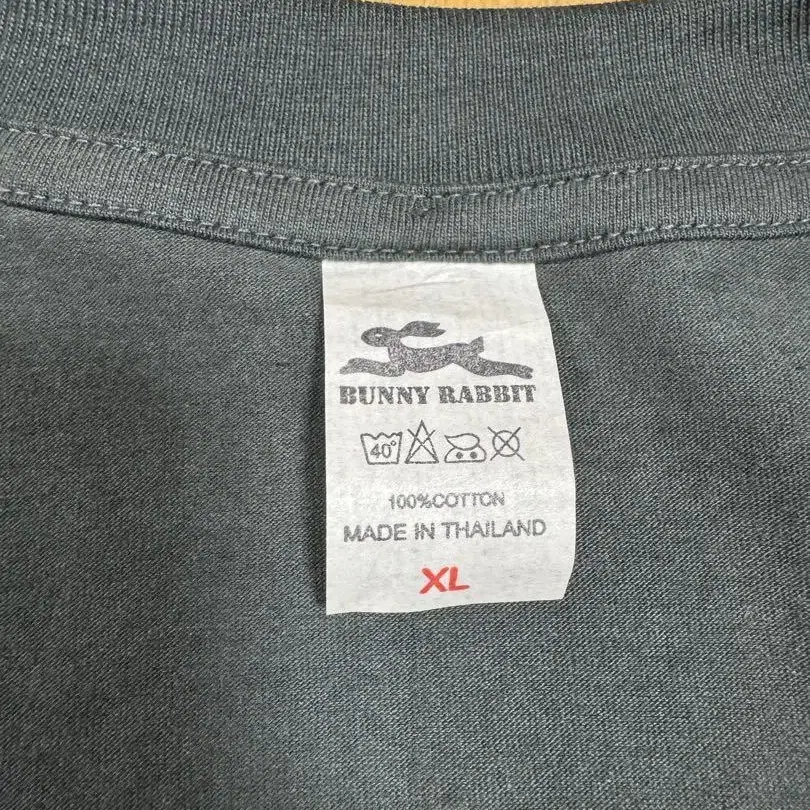 BUNNY RABBIT
40°
100%COTTON
MADE IN THAILAND
XL